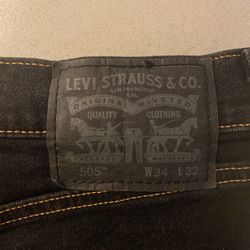 LEVI STRAUSS & CO.
SAN FRANCISCO
CAL
ORIGINAL RIVETED
QUALITY CLOTHING
505
W34 L32